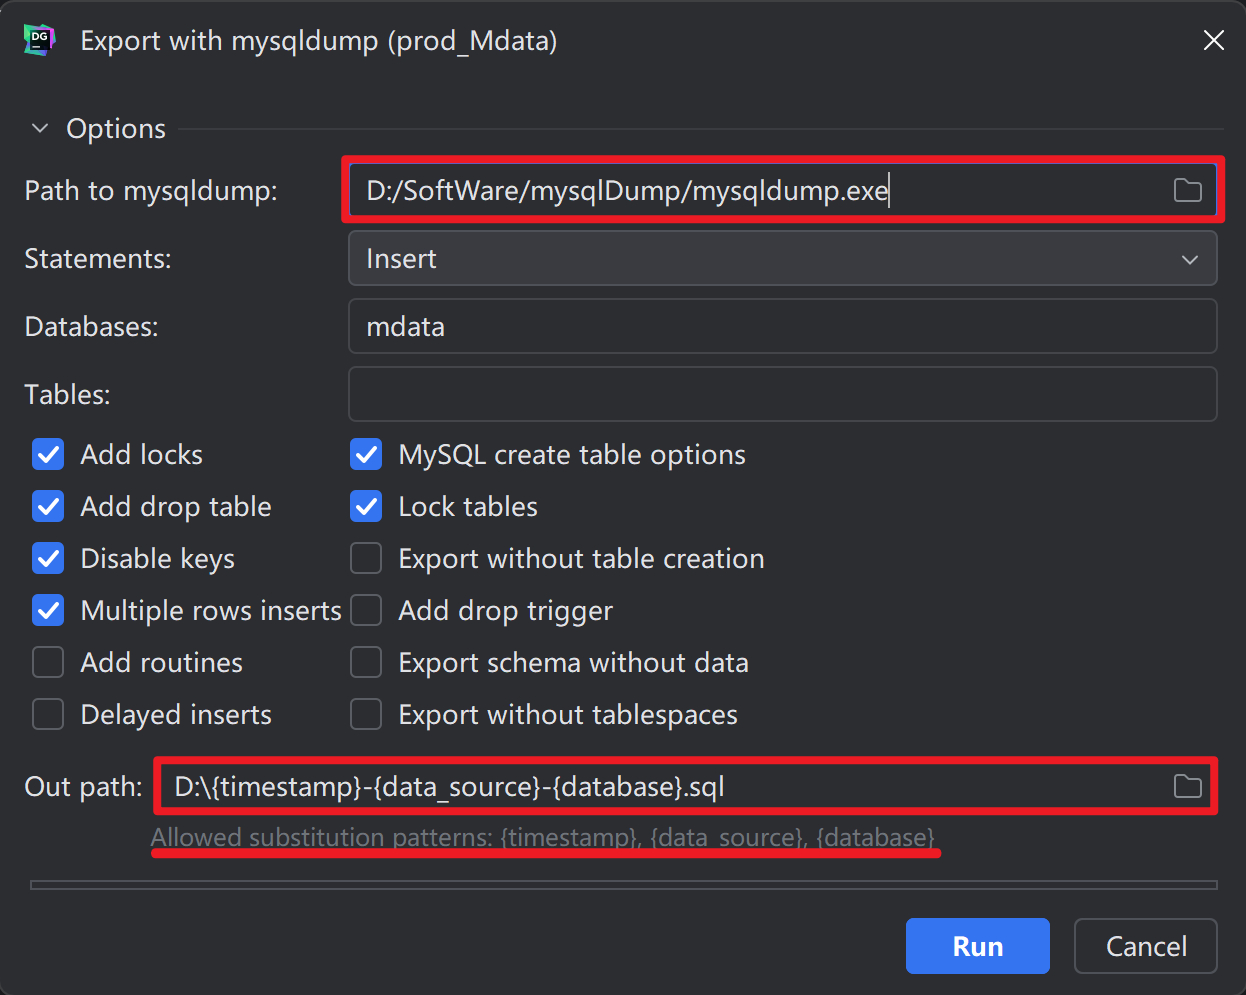 DG
Export with mysqldump (prod_Mdata)
Options
Path to mysqldump: D:/SoftWare/mysqlDump/mysqldump.exe
Statements: Insert
Databases: mdata
Tables:
Add locks MySQL create table options
Add drop table Lock tables
Disable keys Export without table creation
Multiple rows inserts Add drop trigger
Add routines Export schema without data
Delayed inserts Export without tablespaces
Out path: D:\{timestamp}-{data_source}-{database}.sql
Allowed substitution patterns: {timestamp}, {data_source}, {database}
Run Cancel